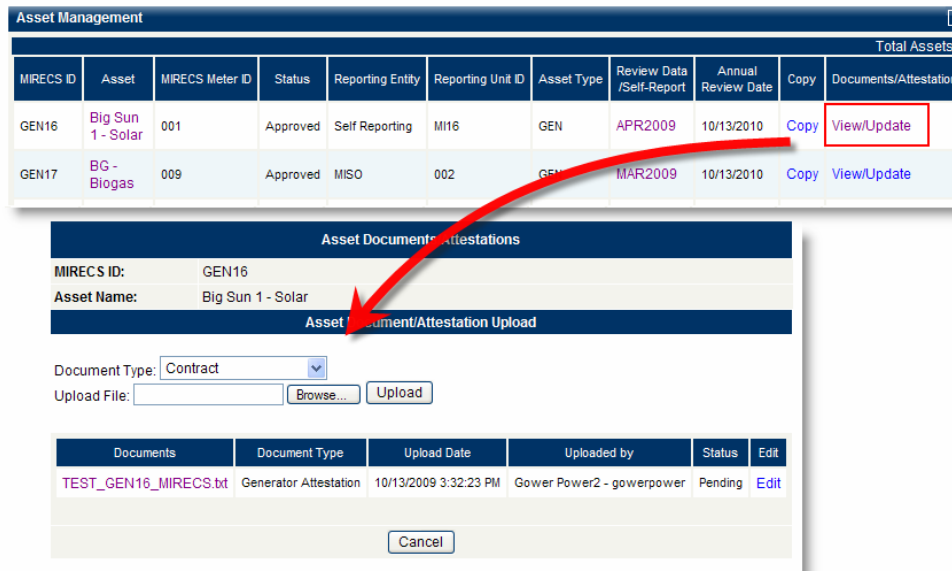 Asset Management
Total Assets
MIRECS ID Asset MIRECS Meter ID Status Reporting Entity Reporting Unit ID Asset Type Review Data /Self-Report Annual Review Date Copy
GEN16 Big Sun 1 - Solar 001 Approved Self Reporting MI16 GEN APR2009 10/13/2010 Copy View/Update
GEN17 BG - Biogas 009 Approved MISO 002 MAR2009 10/13/2010 Copy View/Update
Asset Documents Attestations
MIRECS ID: GEN16
Asset Name: Big Sun 1 - Solar
Asset Document/Attestation Upload
Document Type: Contract
Upload File: Browse... Upload
Documents Document Type Upload Date Uploaded by Status Edit
TEST_GEN16_MIRECS.txt Generator Attestation 10/13/2009 3:32:23 PM Gower Power2 - gowerpower Pending Edit
Cancel